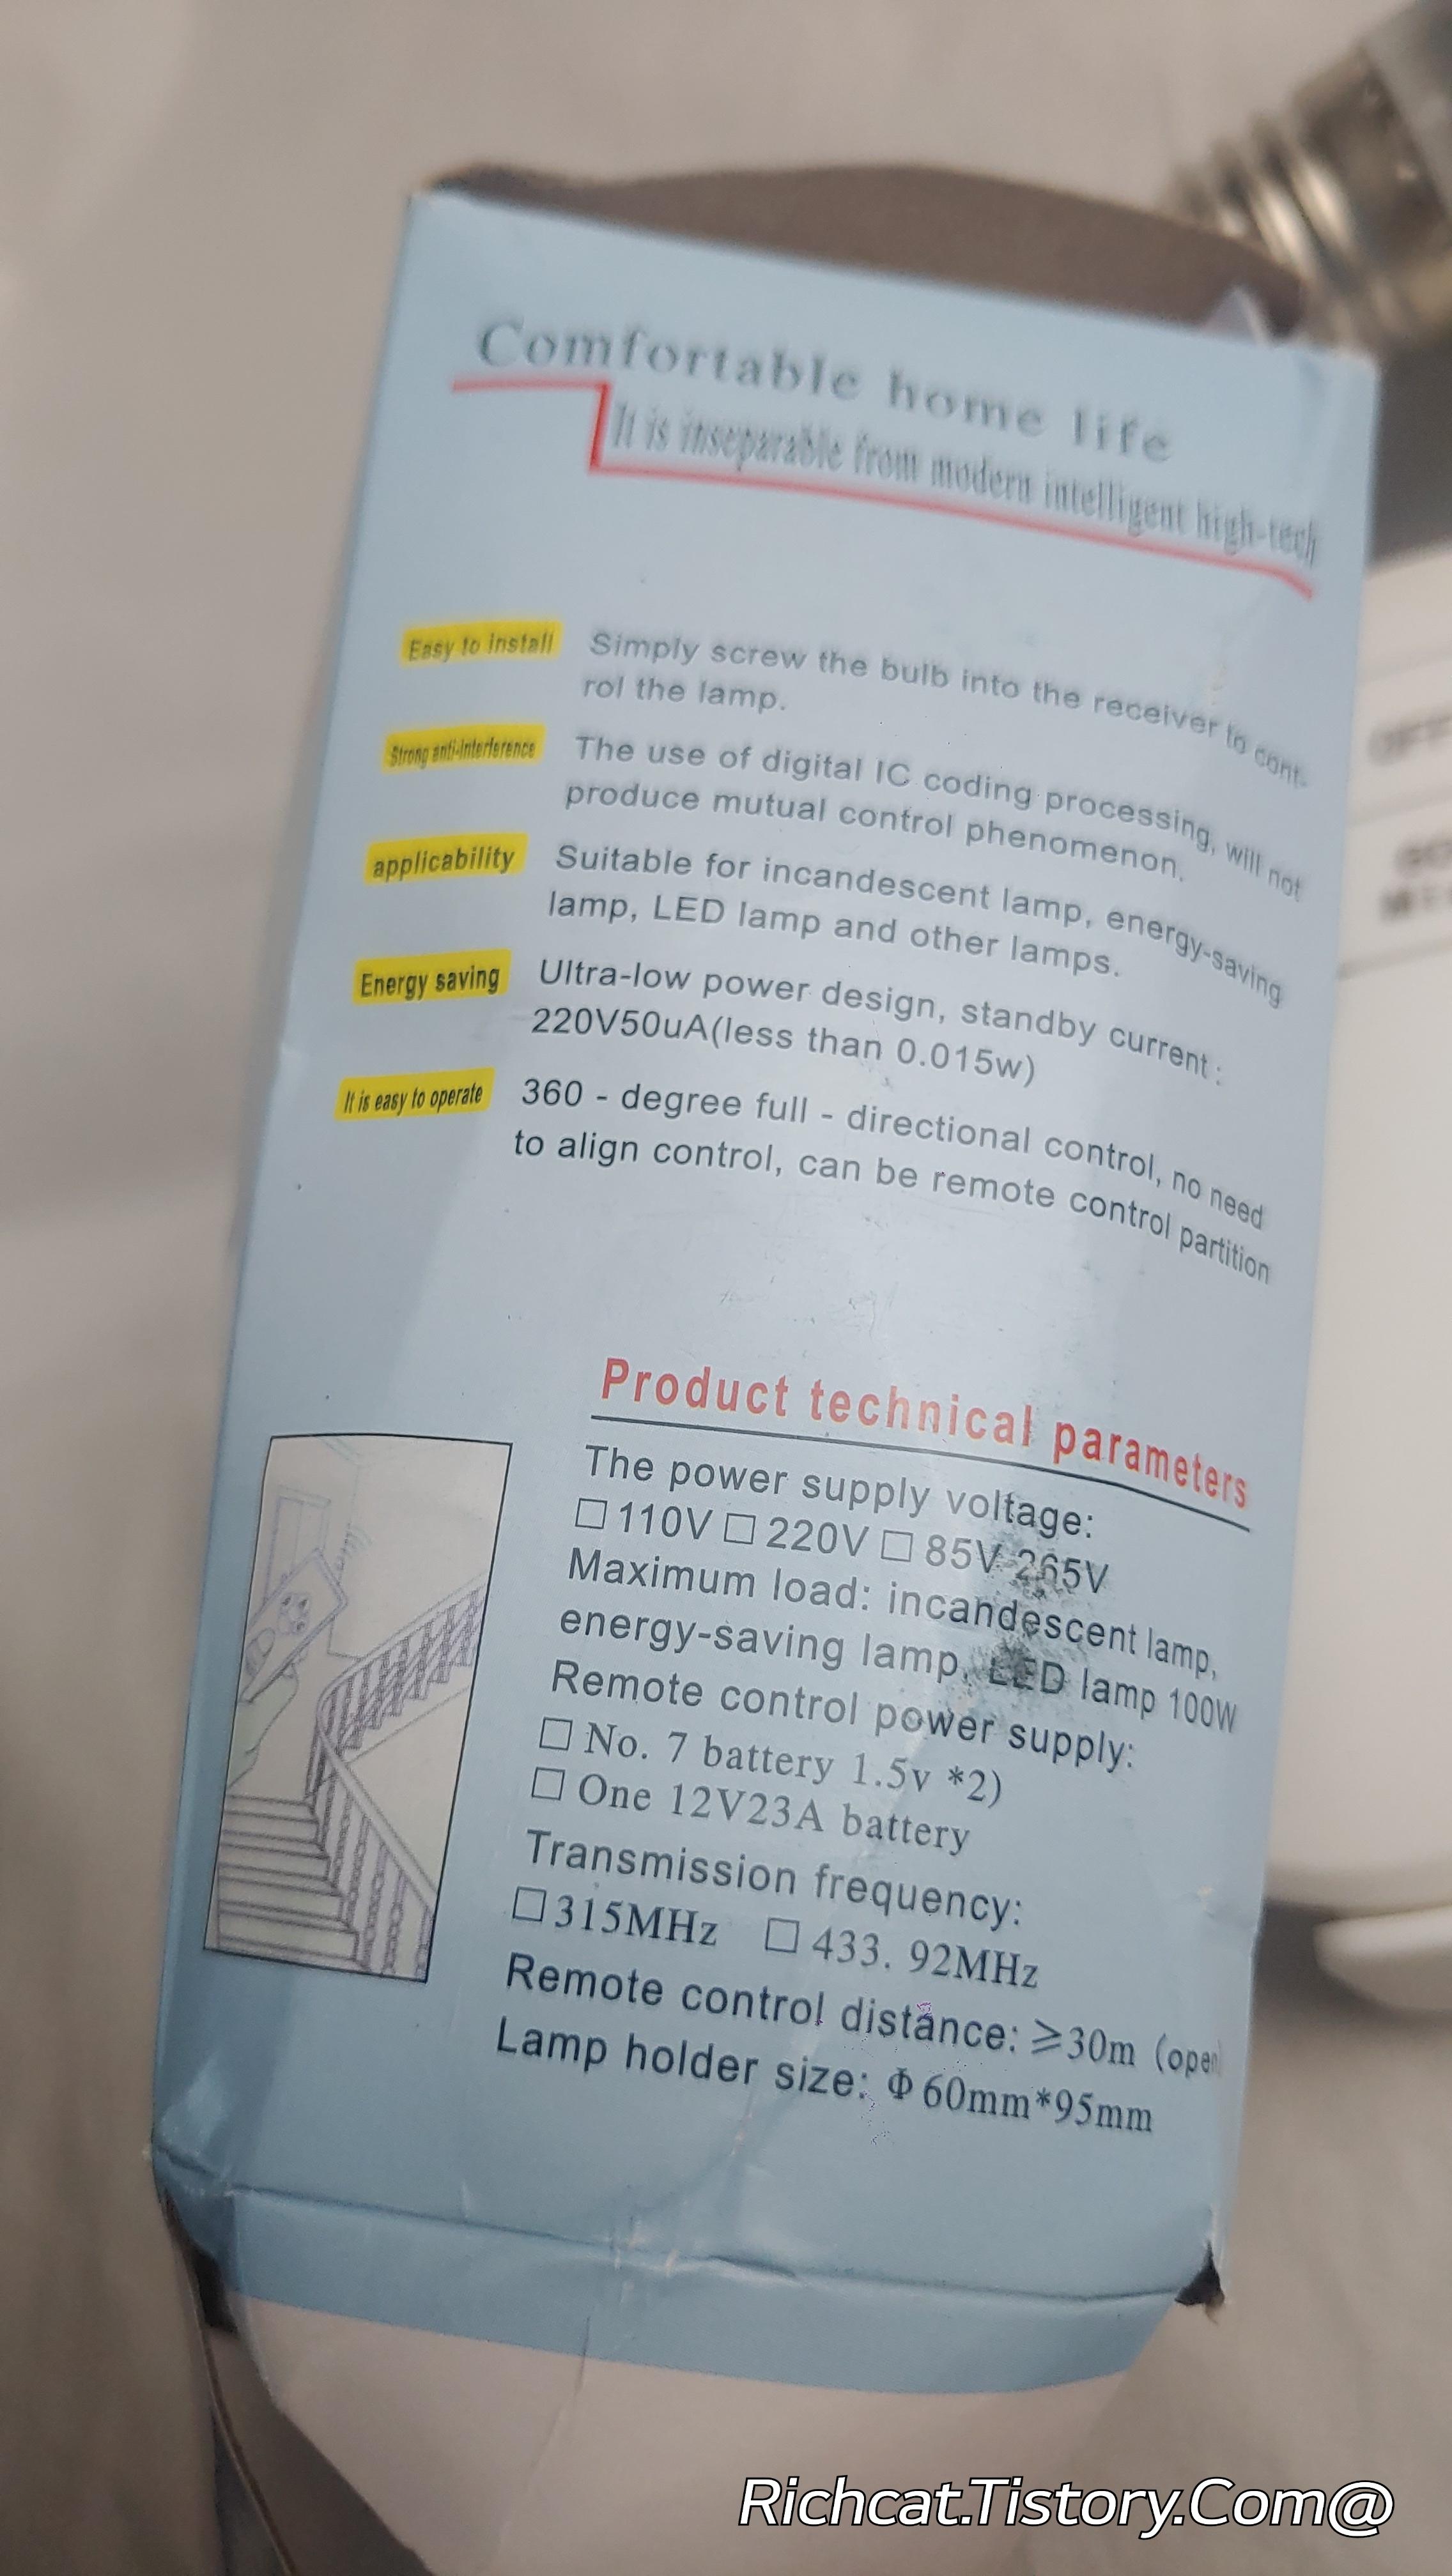 Comfortable home life
It is inseparable from modern intelligent high-tech
Easy to install
Simply screw the bulb into the receiver to cont-
rol the lamp.
Strong anti-interference
The use of digital IC coding processing, will not
produce mutual control phenomenon.
applicability
Suitable for incandescent lamp, energy-saving
lamp, LED lamp and other lamps.
Energy saving
Ultra-low power design, standby current :
220V50uA(less than 0.015w)
It is easy to operate
360 - degree full - directional control, no need
to align control, can be remote control partition
Product technical parameters
The power supply voltage:
□ 110V □ 220V □ 85V-265V
Maximum load: incandescent lamp,
energy-saving lamp, LED lamp 100W
Remote control power supply:
□ No. 7 battery 1.5v *2)
□ One 12V23A battery
Transmission frequency:
□ 315MHz □ 433. 92MHz
Remote control distance: ⩾30m (open
Lamp holder size: Φ60mm*95mm
OFF
Richcat.Tistory.Com@